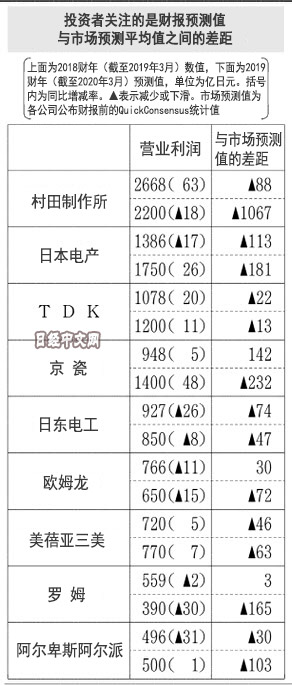 投资者关注的是财报预测值
与市场预测平均值之间的差距
上面为2018财年（截至2019年3月）数值，下面为2019
财年（截至2020年3月）预测值，单位为亿日元。括号
内为同比增减率。▲表示减少或下滑。市场预测值为
各公司公布财报前的QuickConsensus统计值
营业利润 与市场预测
值的差距
村田制作所 2668( 63) ▲88
2200(▲18) ▲1067
日本电产 1386(▲17) ▲113
1750( 26) ▲181
TDK 1078( 20) ▲22
1200( 11) ▲13
日经中文网
京瓷 948( 5) 142
1400( 48) ▲232
日东电工 927(▲26) ▲74
850( ▲8) ▲47
欧姆龙 766(▲11) 30
650(▲15) ▲72
美蓓亚三美 720( 5) ▲46
770( 7) ▲63
罗姆 559( ▲2) 3
390(▲30) ▲165
阿尔卑斯阿尔派 496(▲31) ▲30
500( 1) ▲103